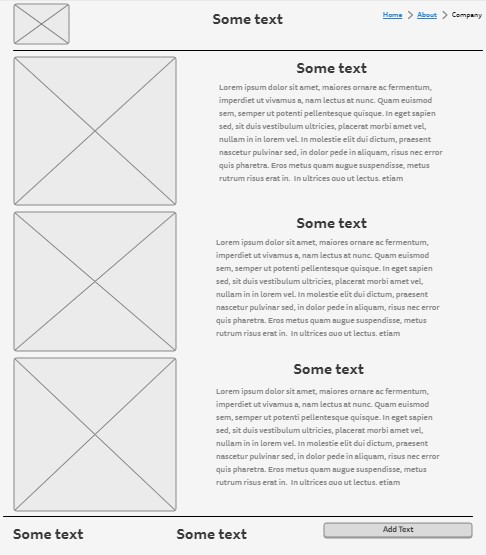 Some text
Home > About > Company
Some text
Lorem ipsum dolor sit amet, mauris ornare ac fermentum,
imperdiet ut vivamus a, nam lectus at nunc. Quam euismod
sem, semper ut potenti pellentesque quisque. In eget sapien
sed, sit duis vestibulum ultricies, placerat morbi amet vel,
nullam in in lorem vel. In molestie elit dui dictum, praesent
nascetur pulvinar sed, in dolor pede in aliquam, risus nec error
quis pharetra. Eros metus quam augue suspendisse, metus
rutrum risus erat in. In ultrices quo ut lectus, etiam
Some text
Lorem ipsum dolor sit amet, mauris ornare ac fermentum,
imperdiet ut vivamus a, nam lectus at nunc. Quam euismod
sem, semper ut potenti pellentesque quisque. In eget sapien
sed, sit duis vestibulum ultricies, placerat morbi amet vel,
nullam in in lorem vel. In molestie elit dui dictum, praesent
nascetur pulvinar sed, in dolor pede in aliquam, risus nec error
quis pharetra. Eros metus quam augue suspendisse, metus
rutrum risus erat in. In ultrices quo ut lectus, etiam
Some text
Lorem ipsum dolor sit amet, mauris ornare ac fermentum,
imperdiet ut vivamus a, nam lectus at nunc. Quam euismod
sem, semper ut potenti pellentesque quisque. In eget sapien
sed, sit duis vestibulum ultricies, placerat morbi amet vel,
nullam in in lorem vel. In molestie elit dui dictum, praesent
nascetur pulvinar sed, in dolor pede in aliquam, risus nec error
quis pharetra. Eros metus quam augue suspendisse, metus
rutrum risus erat in. In ultrices quo ut lectus, etiam
Some text
Some text
Add Text